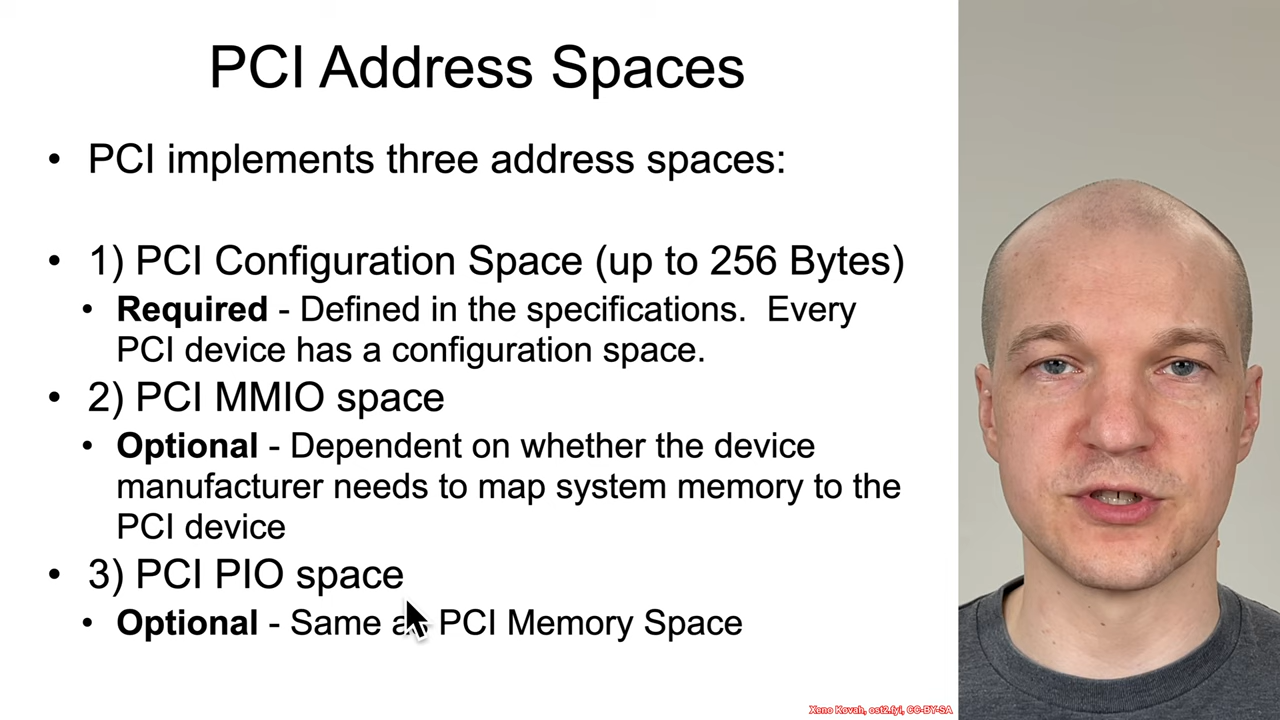 PCI Address Spaces
• PCI implements three address spaces:
• 1) PCI Configuration Space (up to 256 Bytes)
• Required - Defined in the specifications. Every
PCI device has a configuration space.
• 2) PCI MMIO space
• Optional - Dependent on whether the device
manufacturer needs to map system memory to the
PCI device
• 3) PCI PIO space
• Optional - Same as PCI Memory Space
Xeno Kovah, ost2.fyi, CC-BY-SA